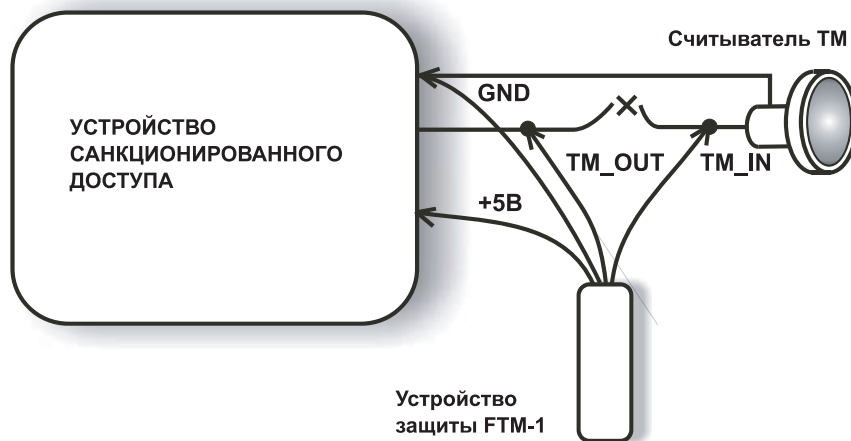 Считыватель ТМ
GND
УСТРОЙСТВО
САНКЦИОНИРОВАННОГО
ДОСТУПА
TM_OUT
TM_IN
+5В
Устройство
защиты FTM-1